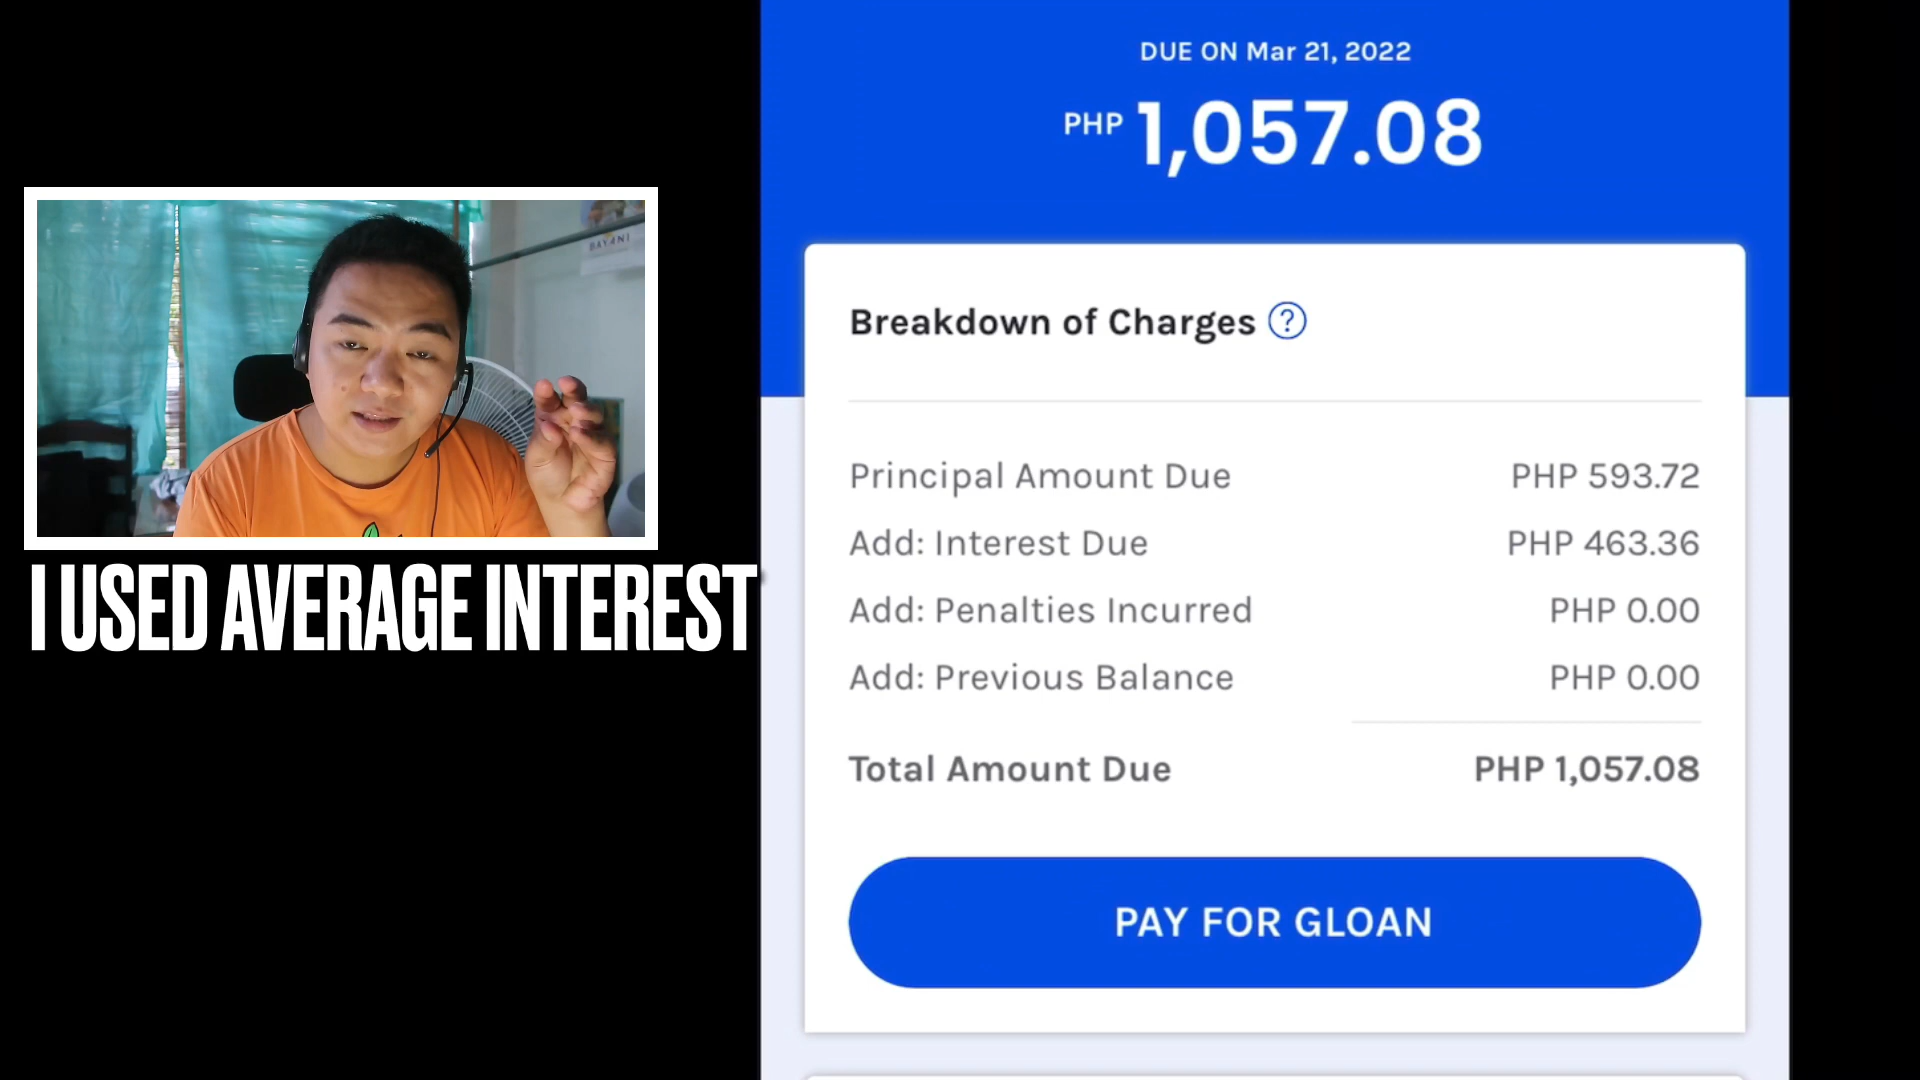 DUE ON Mar 21, 2022
PHP 1,057.08
BAYANI
I USED AVERAGE INTEREST
Breakdown of Charges ?
Principal Amount Due PHP 593.72
Add: Interest Due PHP 463.36
Add: Penalties Incurred PHP 0.00
Add: Previous Balance PHP 0.00
Total Amount Due PHP 1,057.08
PAY FOR GLOAN